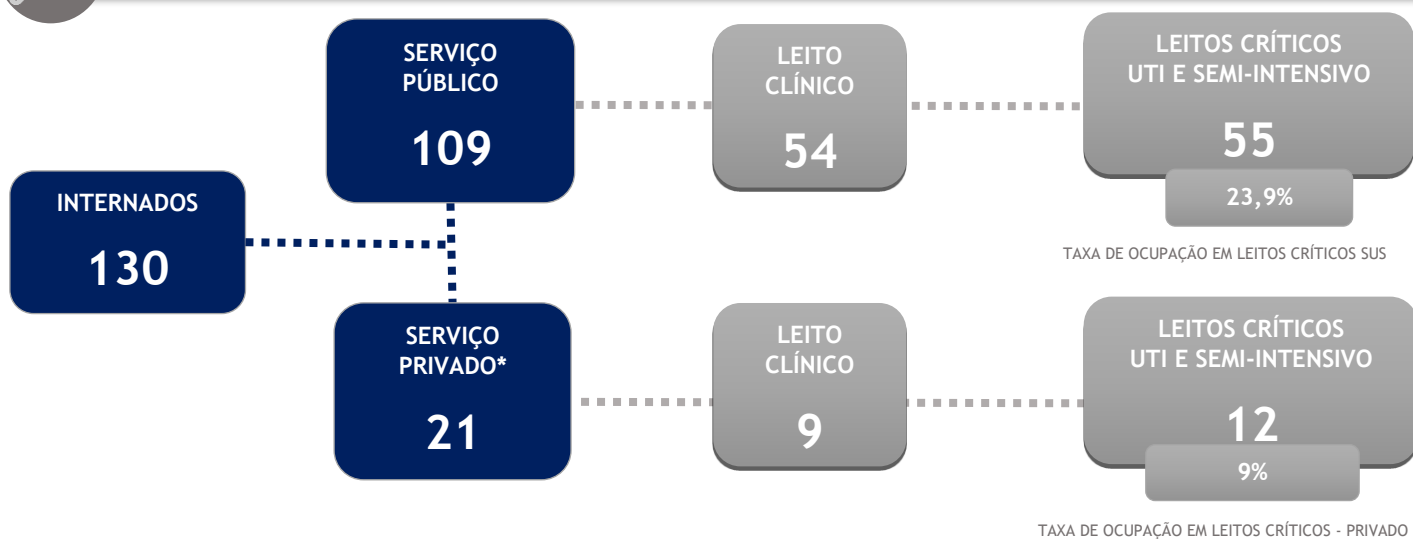 INTERNADOS
130
SERVIÇO
PÚBLICO
109
LEITO
CLÍNICO
54
LEITOS CRÍTICOS
UTI E SEMI-INTENSIVO
55
23,9%
TAXA DE OCUPAÇÃO EM LEITOS CRÍTICOS SUS
SERVIÇO
PRIVADO*
21
LEITO
CLÍNICO
9
LEITOS CRÍTICOS
UTI E SEMI-INTENSIVO
12
9%
TAXA DE OCUPAÇÃO EM LEITOS CRÍTICOS - PRIVADO